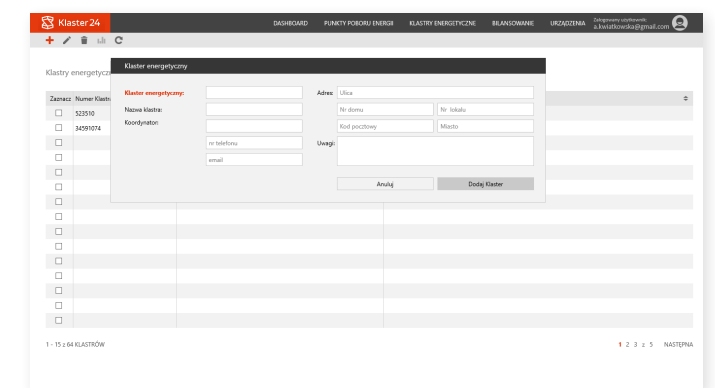 Klaster 24
DASHBOARD PUNKTY POBORU ENERGII KLASTRY ENERGETYCZNE BILANSOWANIE URZĄDZENIA
Zalogowany użytkownik:
a.kwiatkowska@gmail.com
Klaster energetyczny
Klastry energetycz
Klaster energetyczny: Adres: Ulica
Zaznacz Numer Klastr
Nazwa klastra: Nr domu Nr lokalu
523510
Koordynator: Kod pocztowy Miasto
34591074
nr telefonu Uwagi:
email
Anuluj Dodaj Klaster
1 - 15 z 64 KLASTRÓW 1 2 3 z 5 NASTĘPNA